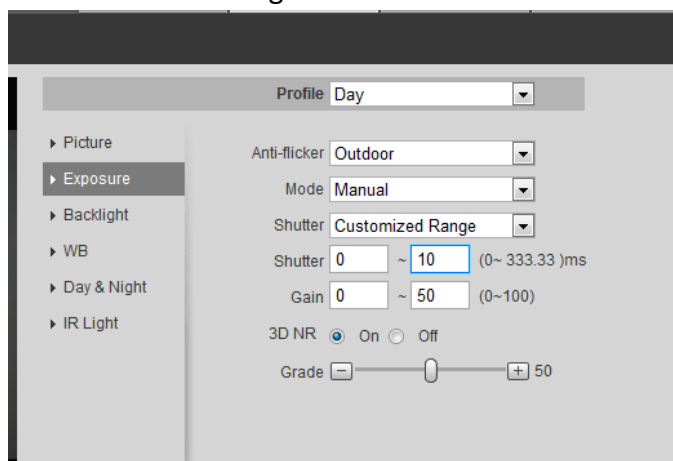 Profile Day
Picture
Exposure
Backlight
WB
Day & Night
IR Light
Anti-flicker Outdoor
Mode Manual
Shutter Customized Range
Shutter 0 ~ 10 (0~ 333.33 )ms
Gain 0 ~ 50 (0~100)
3D NR On Off
Grade − + 50